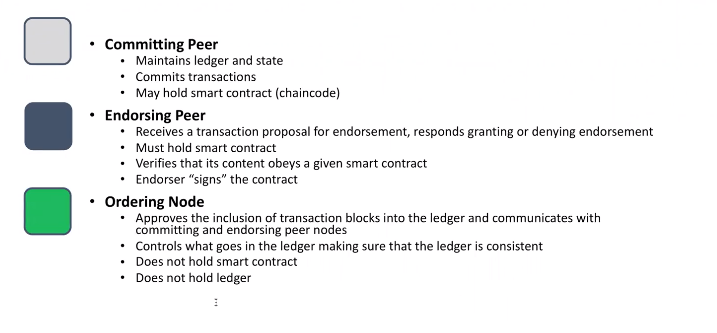 • Committing Peer
• Maintains ledger and state
• Commits transactions
• May hold smart contract (chaincode)
• Endorsing Peer
• Receives a transaction proposal for endorsement, responds granting or denying endorsement
• Must hold smart contract
• Verifies that its content obeys a given smart contract
• Endorser “signs” the contract
• Ordering Node
• Approves the inclusion of transaction blocks into the ledger and communicates with
committing and endorsing peer nodes
• Controls what goes in the ledger making sure that the ledger is consistent
• Does not hold smart contract
• Does not hold ledger
⋮